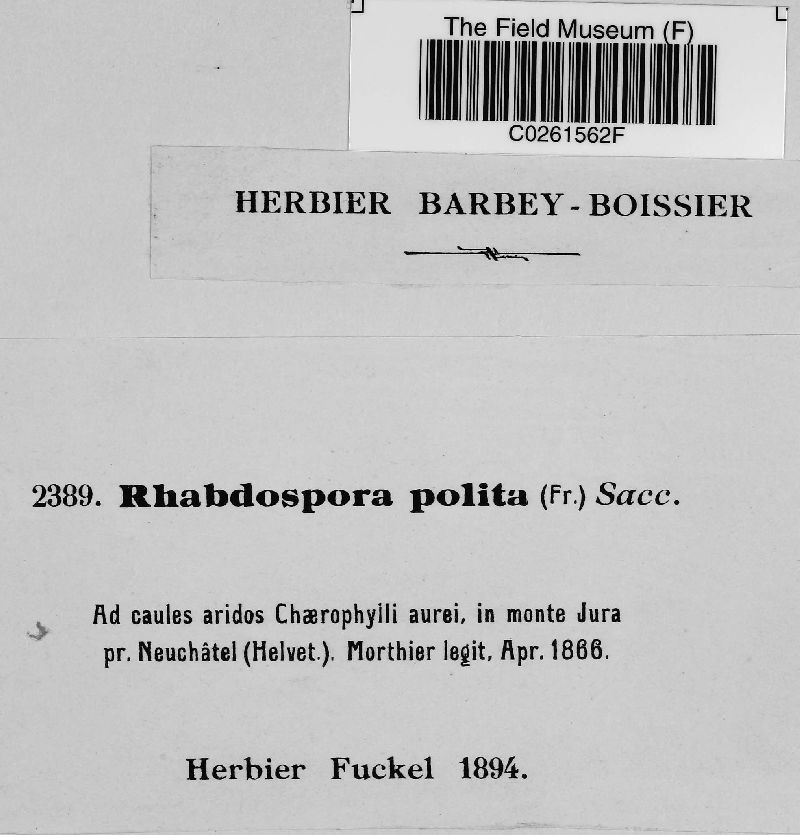 The Field Museum (F)
C0261562F
HERBIER BARBEY-BOISSIER
2389. Rhabdospora polita (Fr.) Sacc.
Ad caules aridos Chærophylli aurei, in monte Jura
pr. Neuchâtel (Helvet.). Morthier legit, Apr. 1866.
Herbier Fuckel 1894.